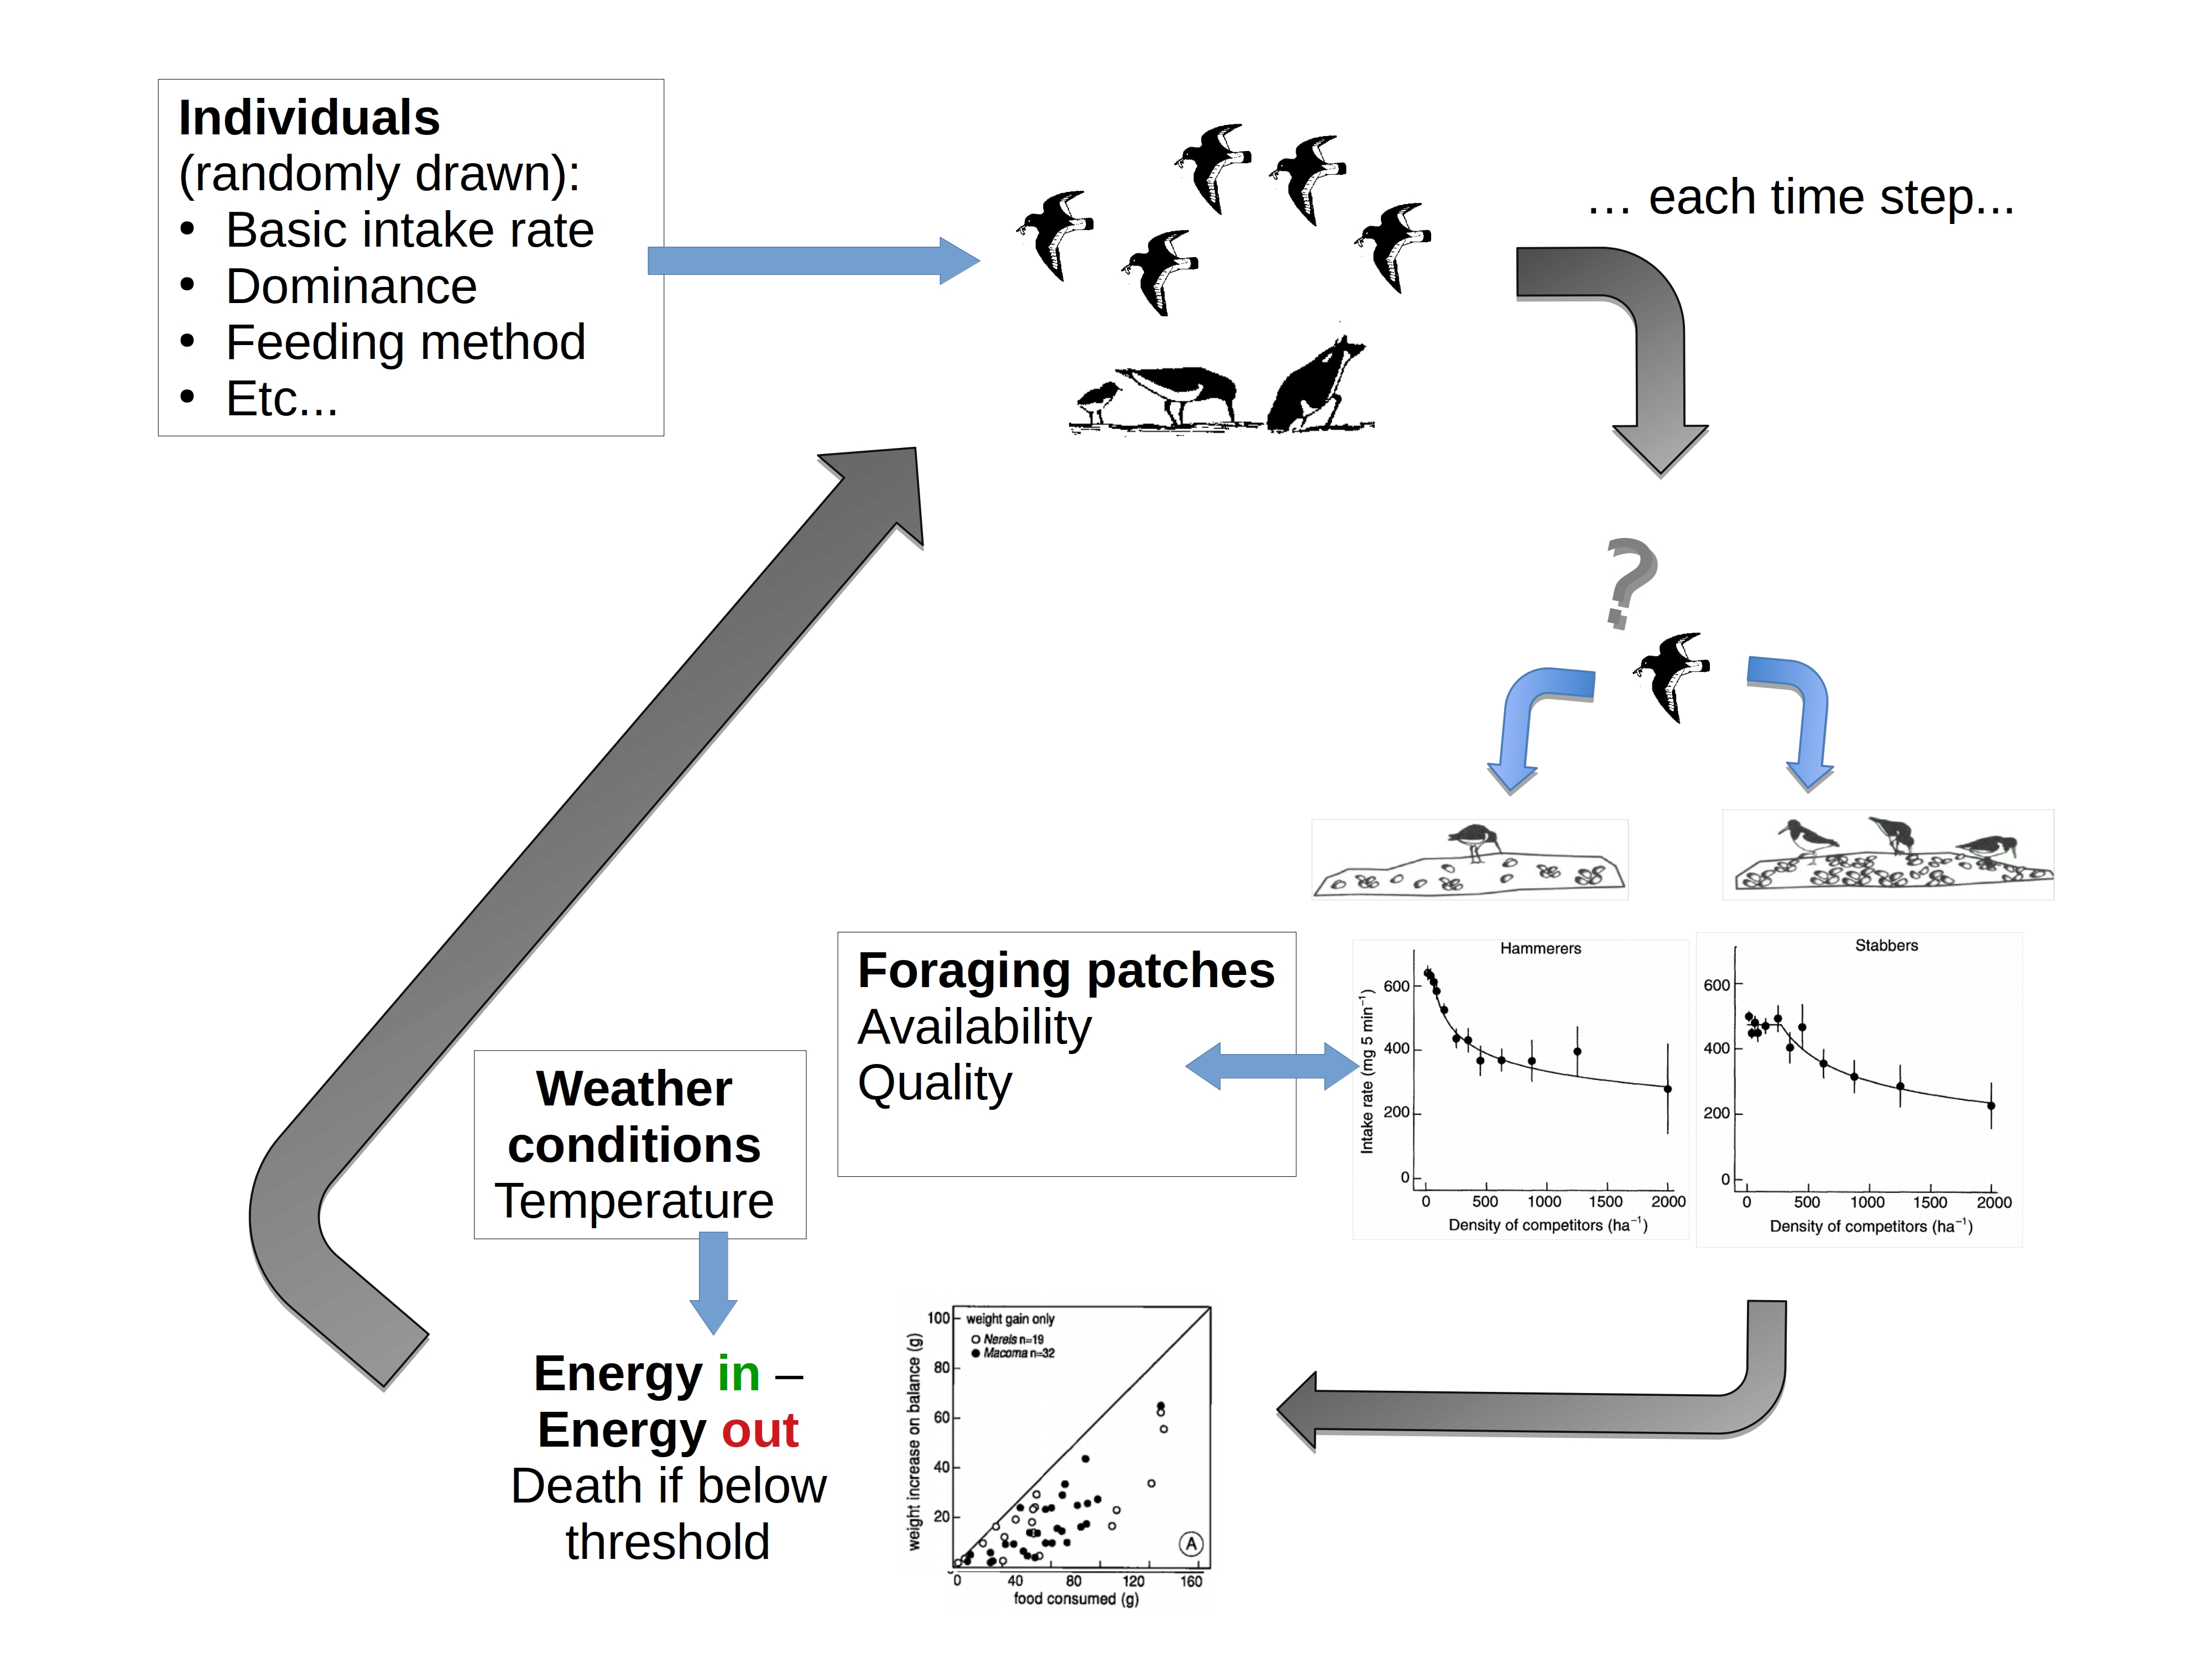 Individuals
(randomly drawn):
• Basic intake rate
• Dominance
• Feeding method
• Etc...
... each time step...
?
Foraging patches
Availability
Quality
Hammerers
Intake rate (mg 5 min⁻¹)
600
400
200
0
0 500 1000 1500 2000
Density of competitors (ha⁻¹)
Stabbers
600
400
200
0
0 500 1000 1500 2000
Density of competitors (ha⁻¹)
Weather
conditions
Temperature
Energy in –
Energy out
Death if below
threshold
weight increase on balance (g)
100
80
60
40
20
weight gain only
○ Nereis n=19
● Macoma n=32
A
0 40 80 120 160
food consumed (g)